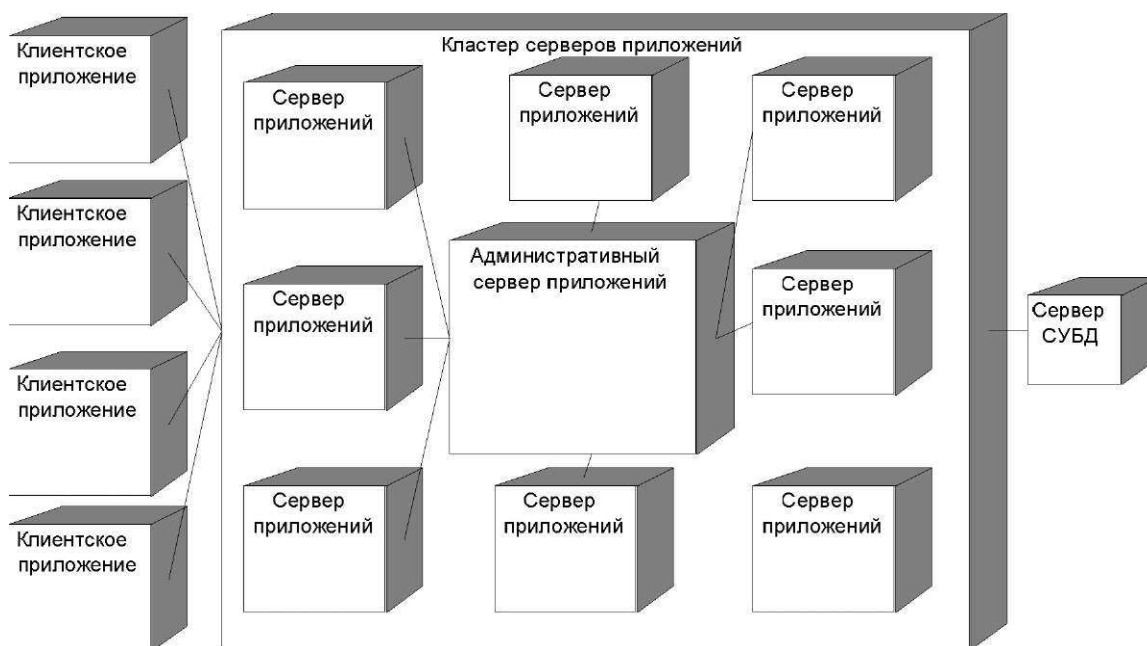 Клиентское
приложение
Клиентское
приложение
Клиентское
приложение
Клиентское
приложение
Кластер серверов приложений
Сервер
приложений
Сервер
приложений
Сервер
приложений
Административный
сервер приложений
Сервер
приложений
Сервер
приложений
Сервер
приложений
Сервер
приложений
Сервер
приложений
Сервер
СУБД